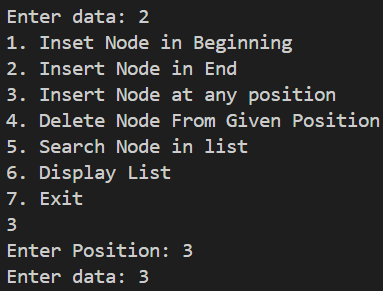 Enter data: 2
1. Inset Node in Beginning
2. Insert Node in End
3. Insert Node at any position
4. Delete Node From Given Position
5. Search Node in list
6. Display List
7. Exit
3
Enter Position: 3
Enter data: 3